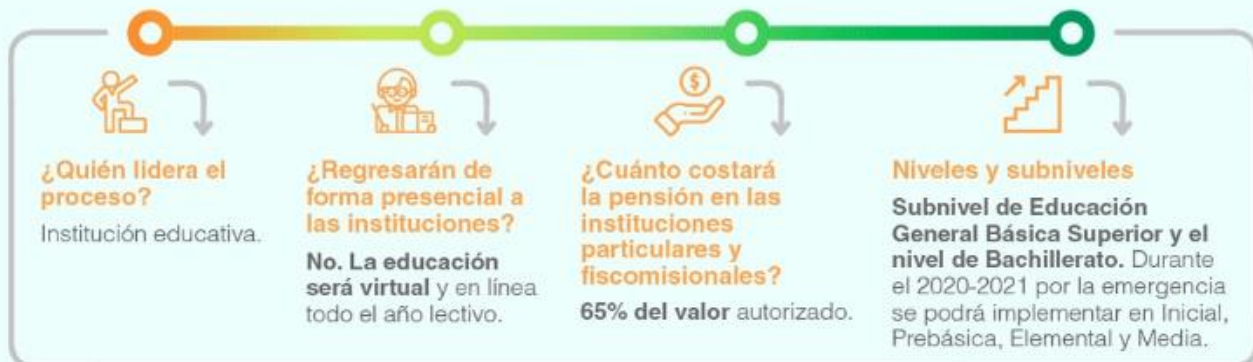 ¿Quién lidera el
proceso?
Institución educativa.
¿Regresarán de
forma presencial a
las instituciones?
No. La educación
será virtual y en línea
todo el año lectivo.
¿Cuánto costará
la pensión en las
instituciones
particulares y
fiscomisionales?
65% del valor autorizado.
Niveles y subniveles
Subnivel de Educación
General Básica Superior y el
nivel de Bachillerato. Durante
el 2020-2021 por la emergencia
se podrá implementar en Inicial,
Prebásica, Elemental y Media.